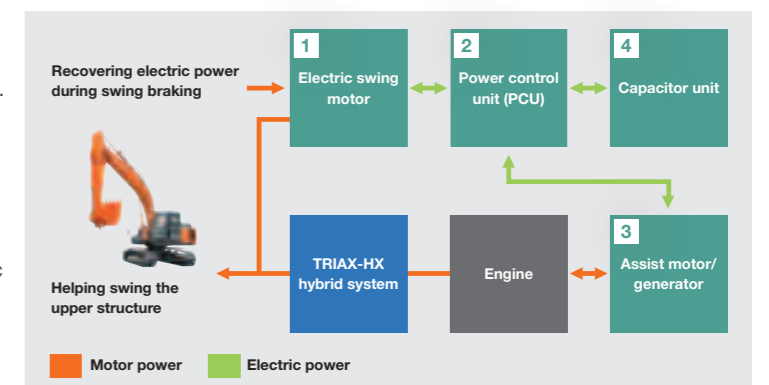 1
Electric swing
motor
2
Power control
unit (PCU)
4
Capacitor unit
Recovering electric power
during swing braking
.
TRIAX-HX
hybrid system
Engine
3
Assist motor/
generator
c
Helping swing the
upper structure
Motor power
Electric power